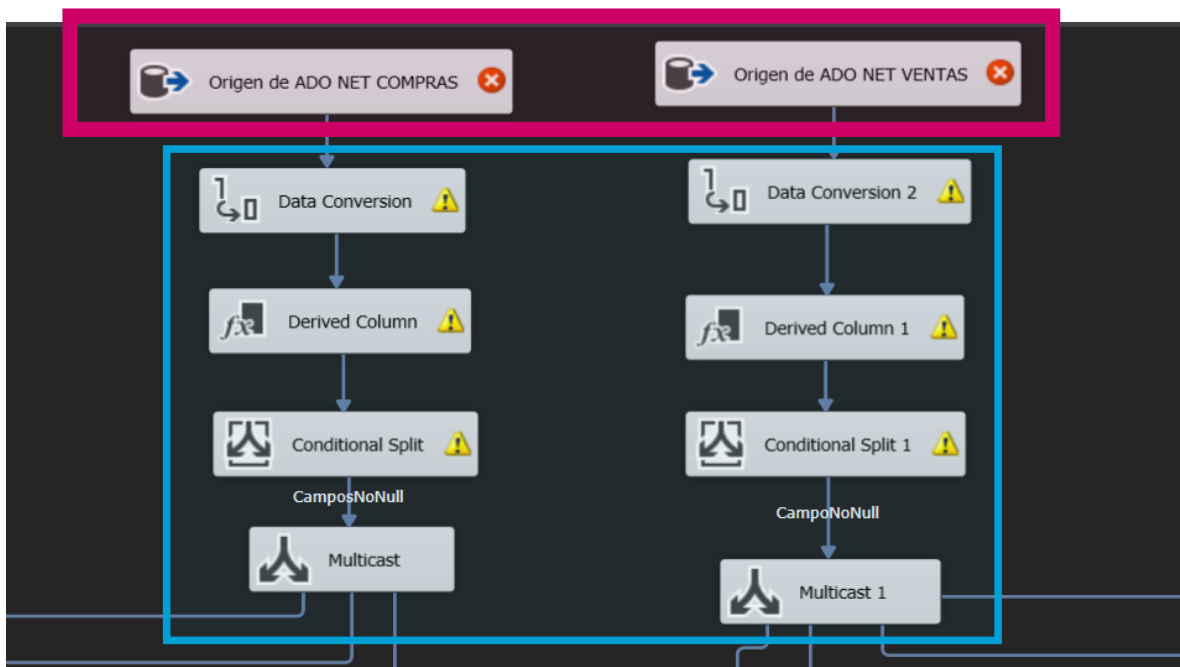 Origen de ADO NET COMPRAS
Origen de ADO NET VENTAS
Data Conversion
Data Conversion 2
Derived Column
Derived Column 1
Conditional Split
Conditional Split 1
CamposNoNull
CampoNoNull
Multicast
Multicast 1